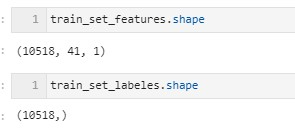 : 1 train_set_features.shape
: (10518, 41, 1)
: 1 train_set_labeles.shape
: (10518,)